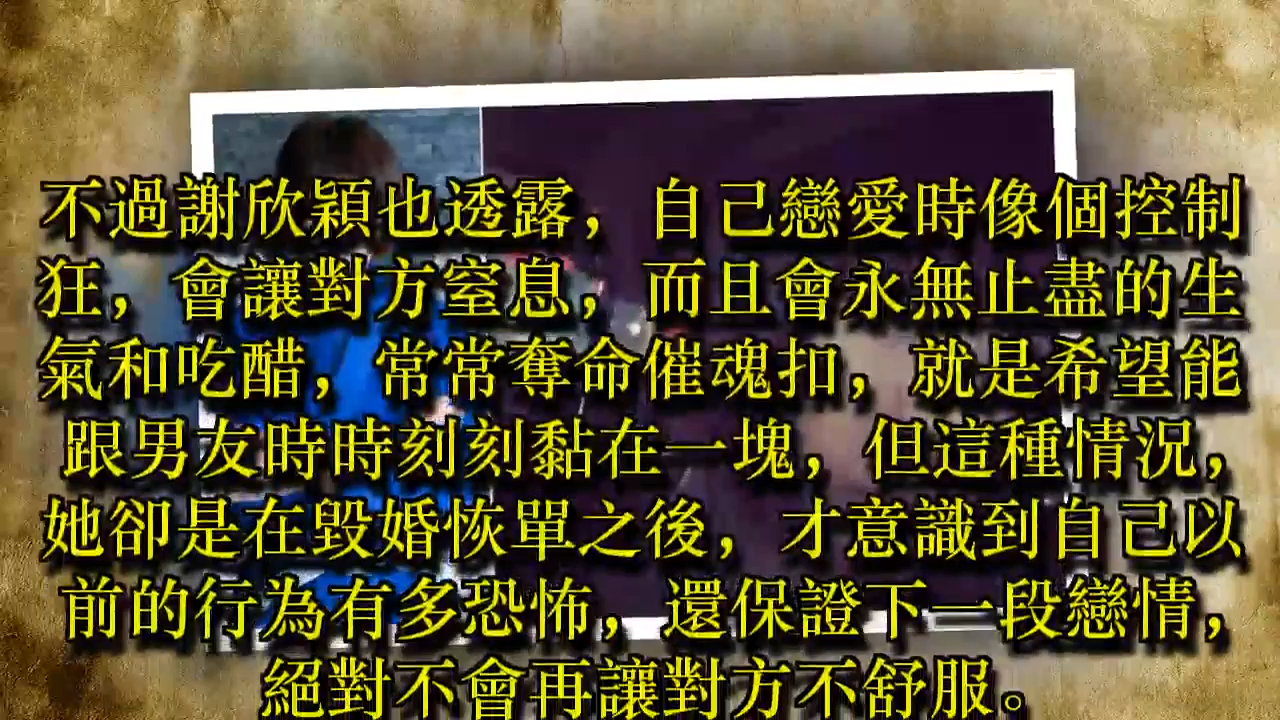 不過謝欣穎也透露，自己戀愛時像個控制
狂，會讓對方窒息，而且會永無止盡的生
氣和吃醋，常常奪命催魂扣，就是希望能
跟男友時時刻刻黏在一塊，但這種情況，
她卻是在毀婚恢單之後，才意識到自己以
前的行為有多恐怖，還保證下一段戀情，
絕對不會再讓對方不舒服。